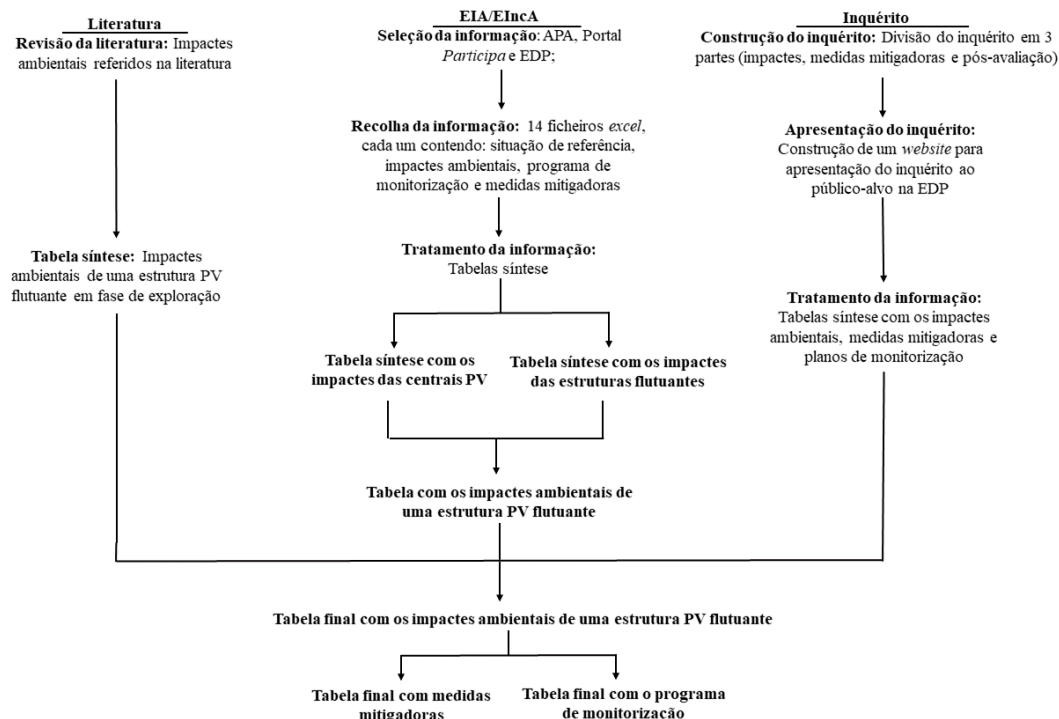 Literatura
Revisão da literatura: Impactes
ambientais referidos na literatura
Tabela síntese: Impactes
ambientais de uma estrutura PV
flutuante em fase de exploração
EIA/EIncA
Seleção da informação: APA, Portal
Participa e EDP;
Recolha da informação: 14 ficheiros excel,
cada um contendo: situação de referência,
impactes ambientais, programa de
monitorização e medidas mitigadoras
Tratamento da informação:
Tabelas síntese
Tabela síntese com os
impactes das centrais PV
Tabela síntese com os impactes
das estruturas flutuantes
Tabela com os impactes ambientais de
uma estrutura PV flutuante
Inquérito
Construção do inquérito: Divisão do inquérito em 3
partes (impactes, medidas mitigadoras e pós-avaliação)
Apresentação do inquérito:
Construção de um website para
apresentação do inquérito ao
público-alvo na EDP
Tratamento da informação:
Tabelas síntese com os impactes
ambientais, medidas mitigadoras e
planos de monitorização
Tabela final com os impactes ambientais de uma estrutura PV flutuante
Tabela final com medidas
mitigadoras
Tabela final com o programa
de monitorização